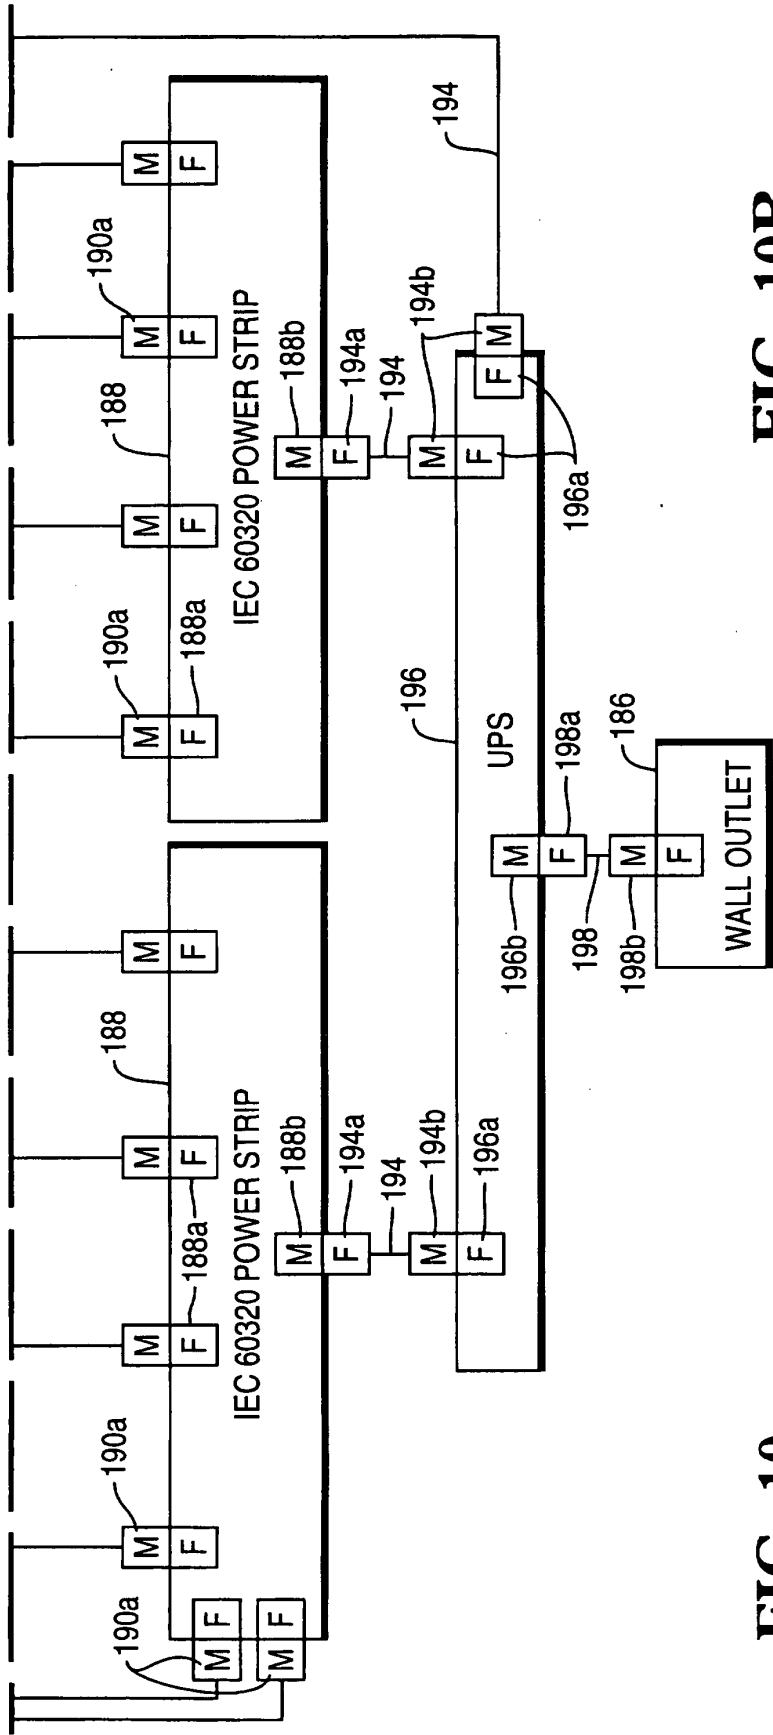 190a
190a
188
190a
188
190a
M
M
M
M
M
M
M
M
F
F
188a
F
F
F
188a
F
F
F
M F
M F
IEC 60320 POWER STRIP
IEC 60320 POWER STRIP
M
188b
M
188b
F
194a
F
194a
194
194
M
194b
M
194b
194
F
196a
196
F
F M
196a
UPS
196b
M
F
198a
198
198b
M
186
F
WALL OUTLET
FIG. 10
FIG. 10B